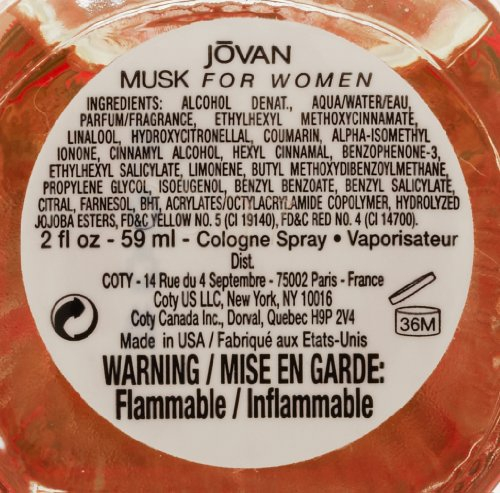 JŌVAN
MUSK FOR WOMEN
INGREDIENTS: ALCOHOL DENAT., AQUA/WATER/EAU,
PARFUM/FRAGRANCE, ETHYLHEXYL METHOXYCINNAMATE,
LINALOOL, HYDROXYCITRONELLAL, COUMARIN, ALPHA-ISOMETHYL
IONONE, CINNAMYL ALCOHOL, HEXYL CINNAMAL, BENZOPHENONE-3,
ETHYLHEXYL SALICYLATE, LIMONENE, BUTYL METHOXYDIBENZOYLMETHANE,
PROPYLENE GLYCOL, ISOEUGENOL, BENZYL BENZOATE, BENZYL SALICYLATE,
CITRAL, FARNESOL, BHT, ACRYLATES/OCTYLACRYLAMIDE COPOLYMER, HYDROLYZED
JOJOBA ESTERS, FD&C YELLOW NO. 5 (CI 19140), FD&C RED NO. 4 (CI 14700).
2 fl oz - 59 ml - Cologne Spray • Vaporisateur
Dist.
COTY - 14 Rue du 4 Septembre - 75002 Paris - France
Coty US LLC, New York, NY 10016
Coty Canada Inc., Dorval, Quebec H9P 2V4
36M
Made in USA / Fabriqué aux Etats-Unis
WARNING / MISE EN GARDE:
Flammable / Inflammable